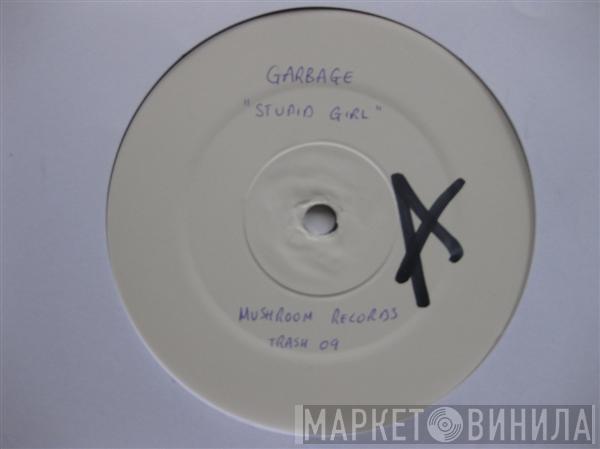 GARBAGE
"STUPID GIRL"
A
MUSHROOM RECORDS
TRASH 09
МАРКЕТ ВИНИЛА